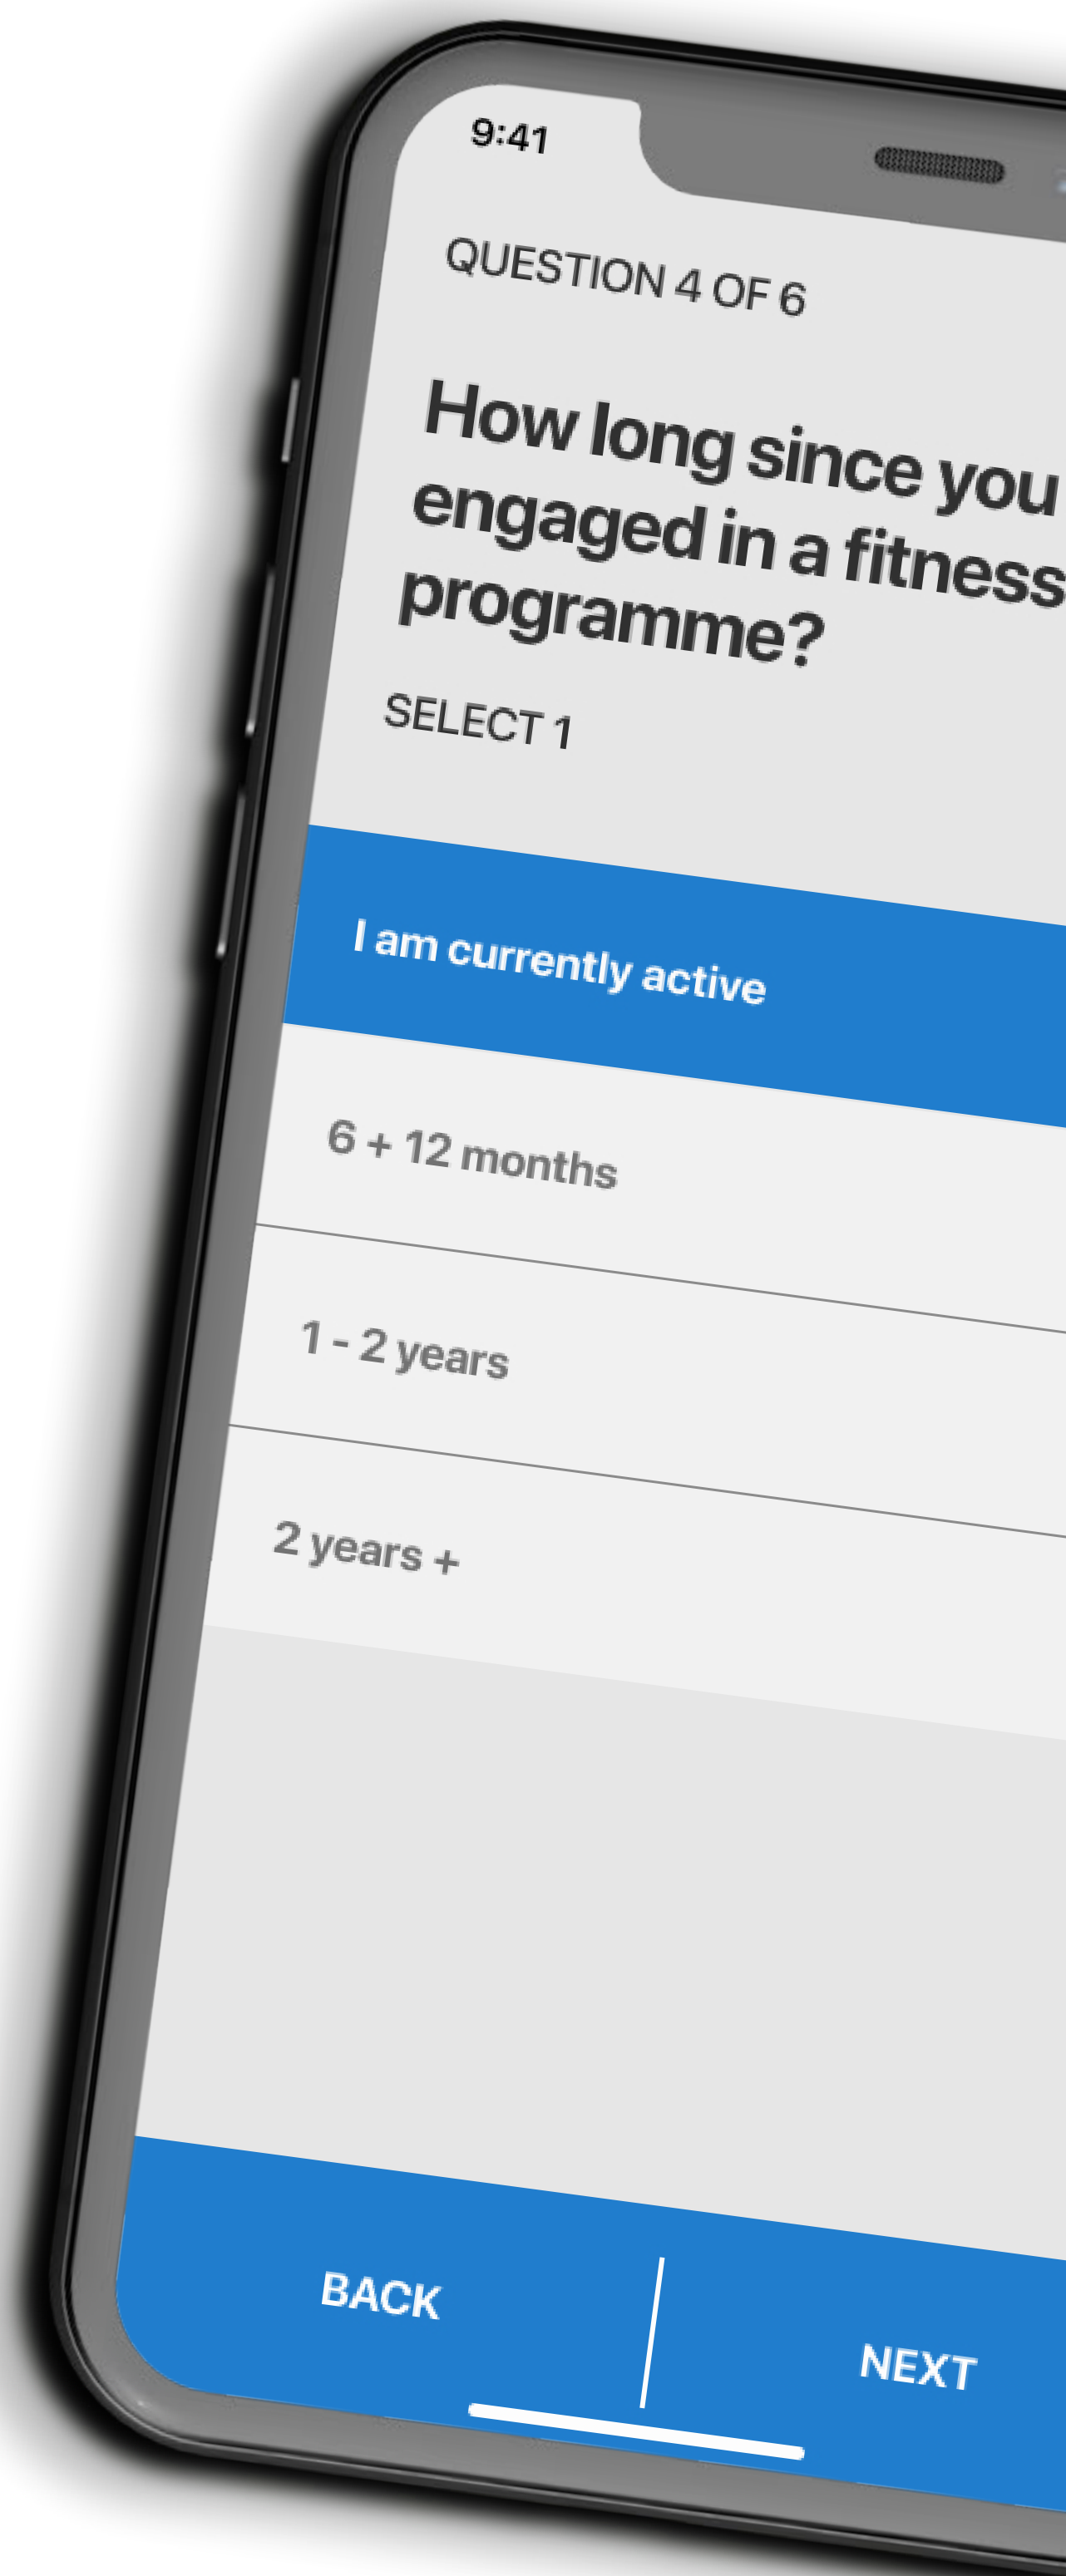 9:41
QUESTION 4 OF 6
How long since you
engaged in a fitness
programme?
SELECT 1
I am currently active
6 + 12 months
1 - 2 years
2 years +
BACK
NEXT